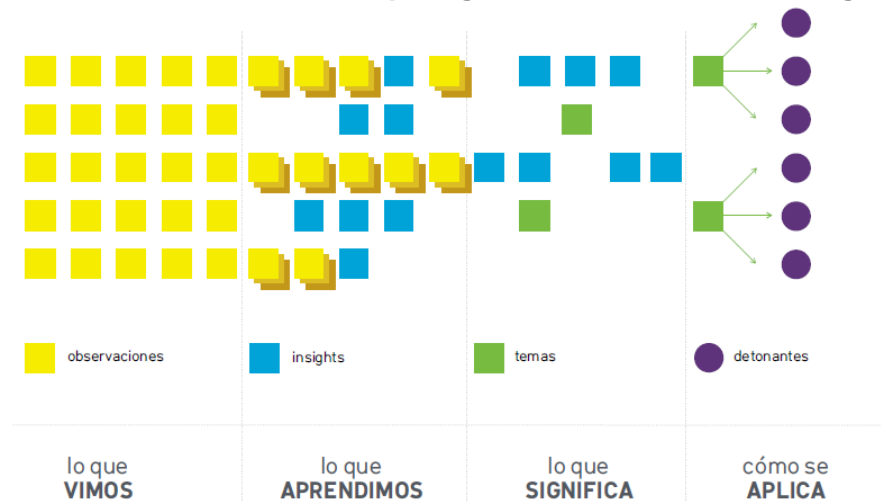 observaciones
insights
temas
detonantes
lo que
VIMOS
lo que
APRENDIMOS
lo que
SIGNIFICA
cómo se
APLICA